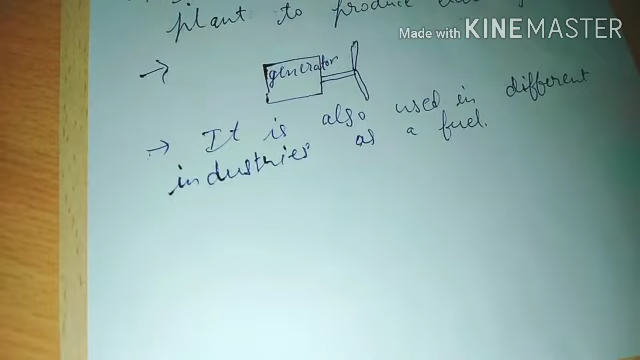 plant to produce
Made with KINEMASTER
→ generator
→ It is also used in different
industries as a fuel.